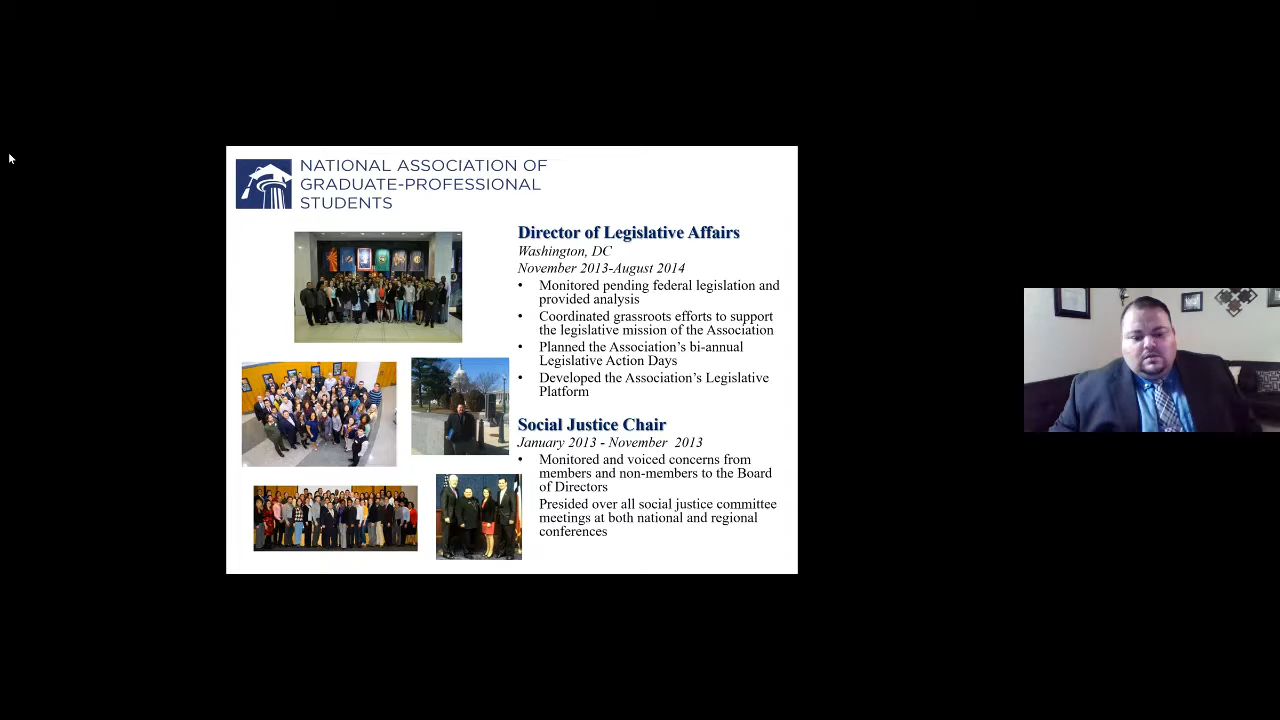 NATIONAL ASSOCIATION OF
GRADUATE-PROFESSIONAL
STUDENTS
Director of Legislative Affairs
Washington, DC
November 2013-August 2014
• Monitored pending federal legislation and
provided analysis
• Coordinated grassroots efforts to support
the legislative mission of the Association
• Planned the Association's bi-annual
Legislative Action Days
• Developed the Association's Legislative
Platform
Social Justice Chair
January 2013 - November 2013
• Monitored and voiced concerns from
members and non-members to the Board
of Directors
Presided over all social justice committee
meetings at both national and regional
conferences